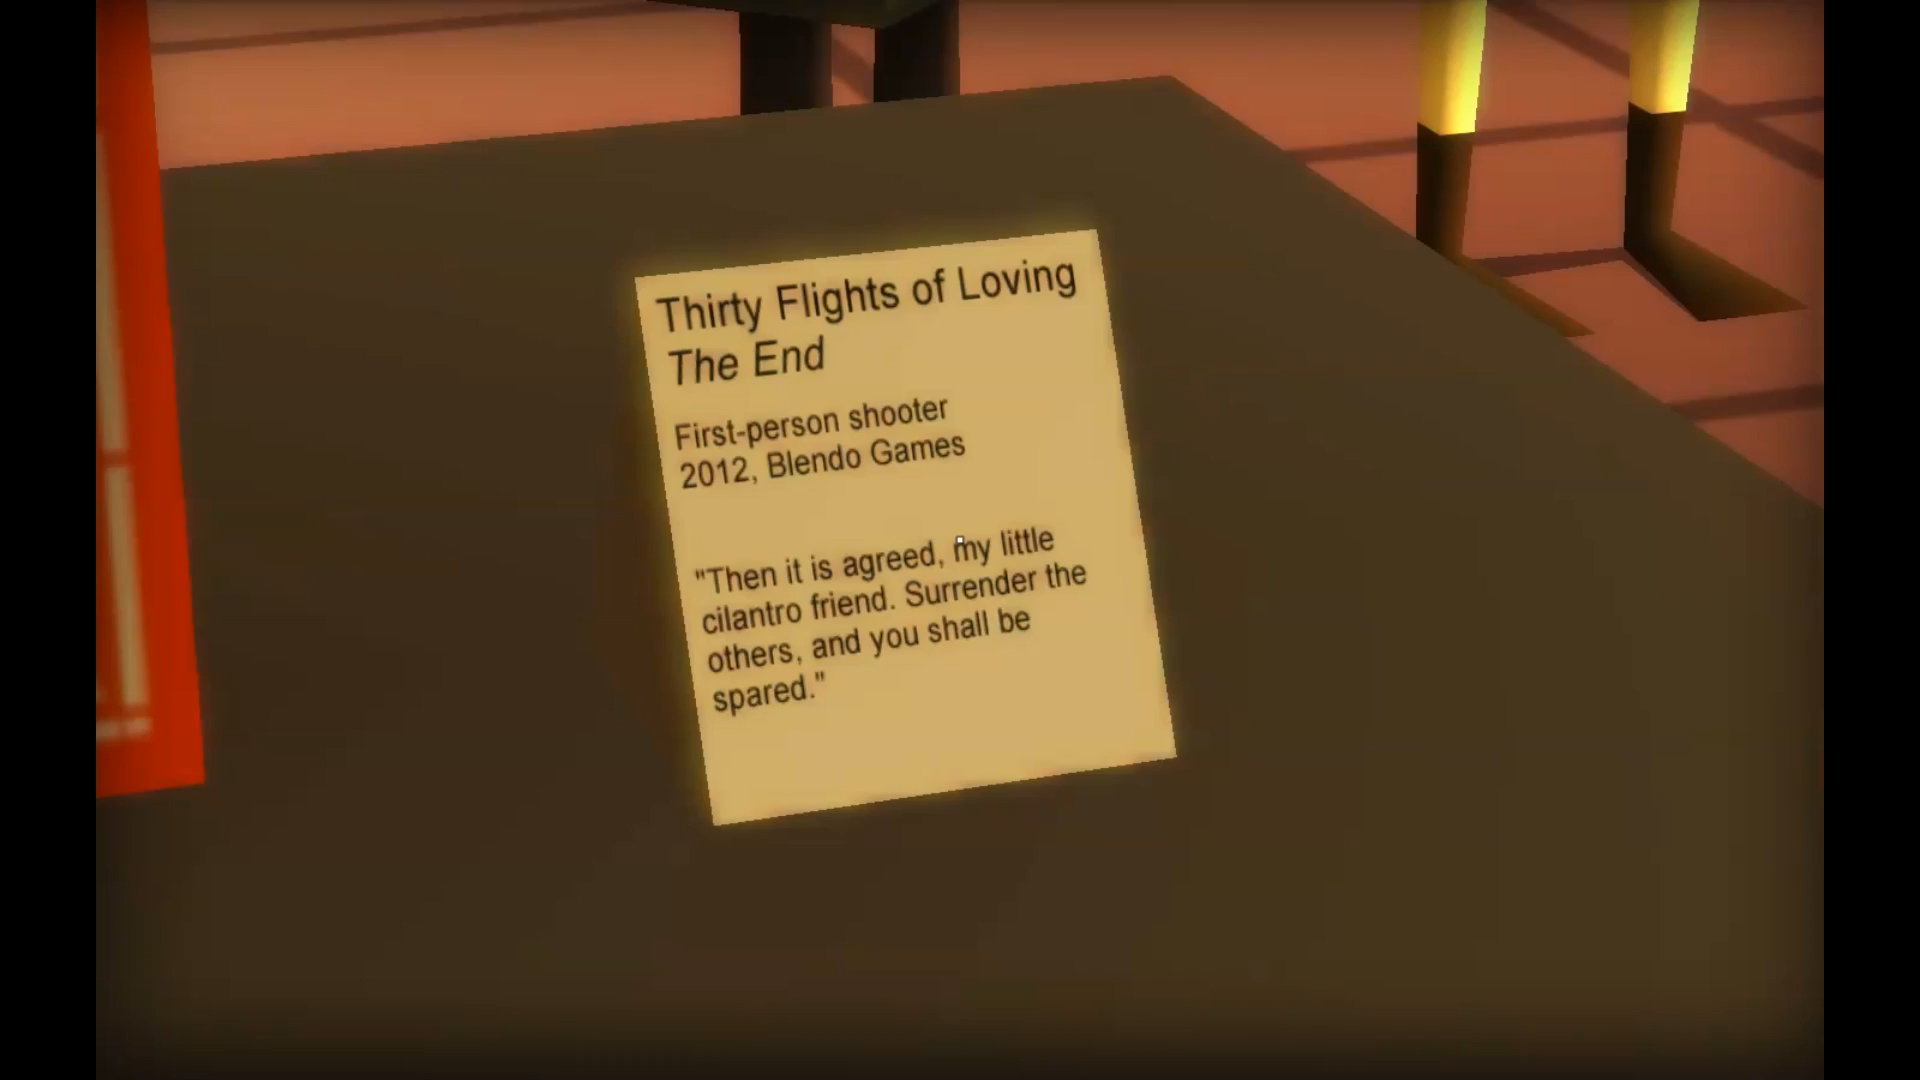 Thirty Flights of Loving
The End
First-person shooter
2012, Blendo Games
"Then it is agreed, my little
cilantro friend. Surrender the
others, and you shall be
spared."